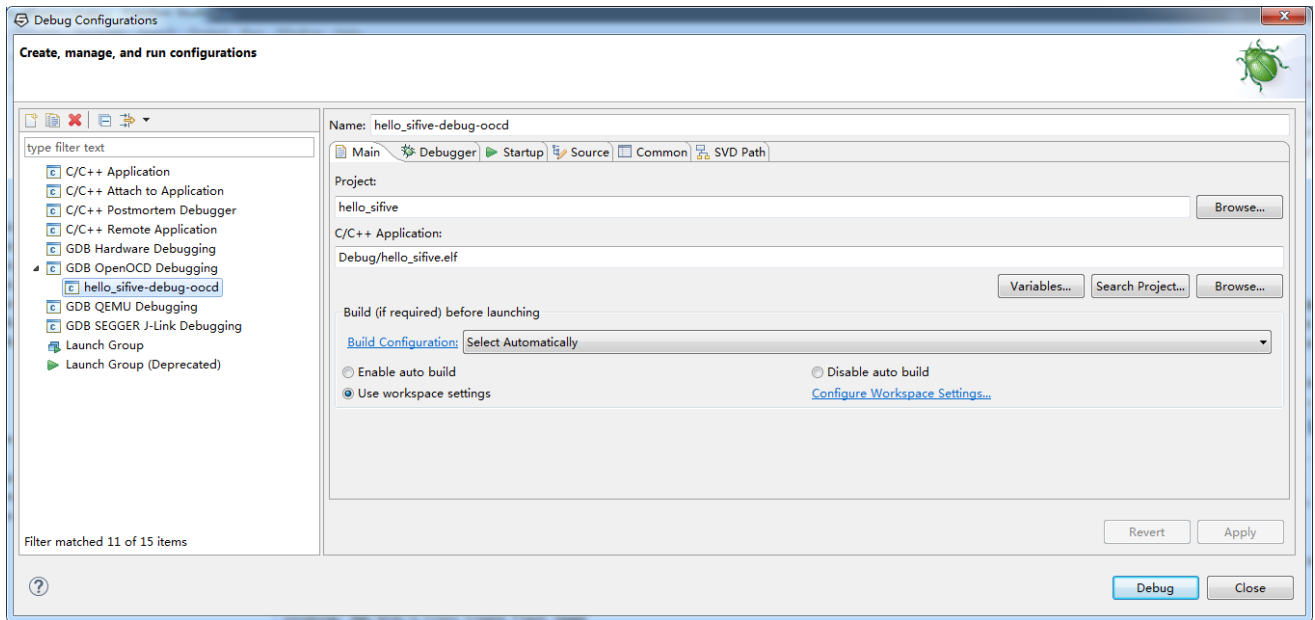 Debug Configurations
Create, manage, and run configurations
type filter text
C/C++ Application
C/C++ Attach to Application
C/C++ Postmortem Debugger
C/C++ Remote Application
GDB Hardware Debugging
GDB OpenOCD Debugging
hello_sifive-debug-oocd
GDB QEMU Debugging
GDB SEGGER J-Link Debugging
Launch Group
Launch Group (Deprecated)
Filter matched 11 of 15 items
Name: hello_sifive-debug-oocd
Main Debugger Startup Source Common SVD Path
Project:
hello_sifive Browse...
C/C++ Application:
Debug/hello_sifive.elf
Variables... Search Project... Browse...
Build (if required) before launching
Build Configuration: Select Automatically
Enable auto build Disable auto build
Use workspace settings Configure Workspace Settings...
Revert Apply
? Debug Close